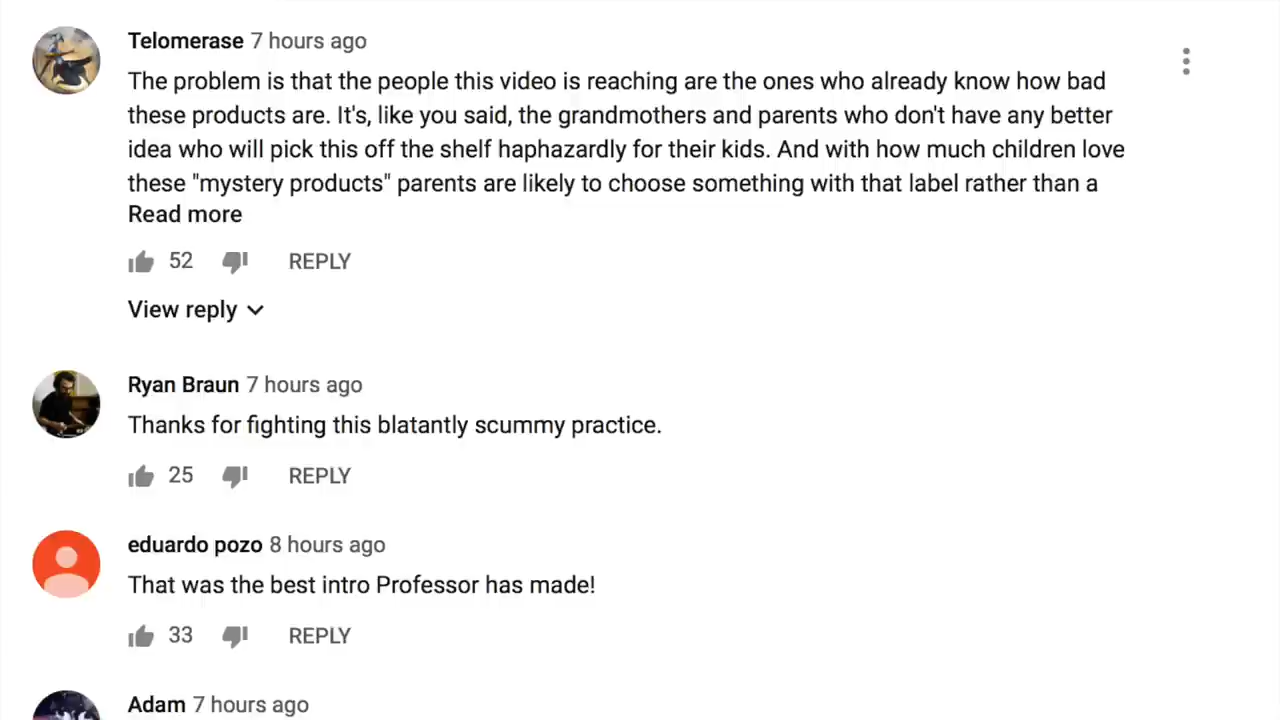 Telomerase 7 hours ago
The problem is that the people this video is reaching are the ones who already know how bad
these products are. It's, like you said, the grandmothers and parents who don't have any better
idea who will pick this off the shelf haphazardly for their kids. And with how much children love
these "mystery products" parents are likely to choose something with that label rather than a
Read more
52 REPLY
View reply
Ryan Braun 7 hours ago
Thanks for fighting this blatantly scummy practice.
25 REPLY
eduardo pozo 8 hours ago
That was the best intro Professor has made!
33 REPLY
Adam 7 hours ago